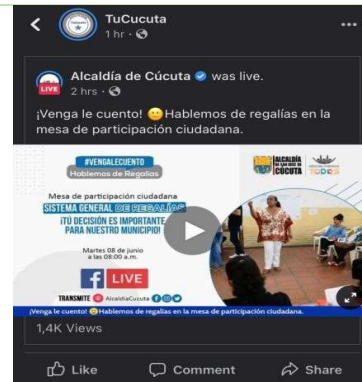 TuCucuta
1 hr ·
Alcaldía de Cúcuta was live.
LIVE
2 hrs ·
¡Venga le cuento! Hablemos de regalías en la
mesa de participación ciudadana.
#VENGALECUENTO
Hablemos de Regalías
ALCALDÍA
CÚCUTA
TODOS
Mesa de participación ciudadana
SISTEMA GENERAL DE REGALÍAS
¡TÚ DECISIÓN ES IMPORTANTE
PARA NUESTRO MUNICIPIO!
Martes 08 de junio
a las 08:00 a.m.
f LIVE
TRANSMITE AlcaldiaCucuta
¡Venga le cuento! Hablemos de regalías en la mesa de participación ciudadana.
1,4K Views
Like Comment Share